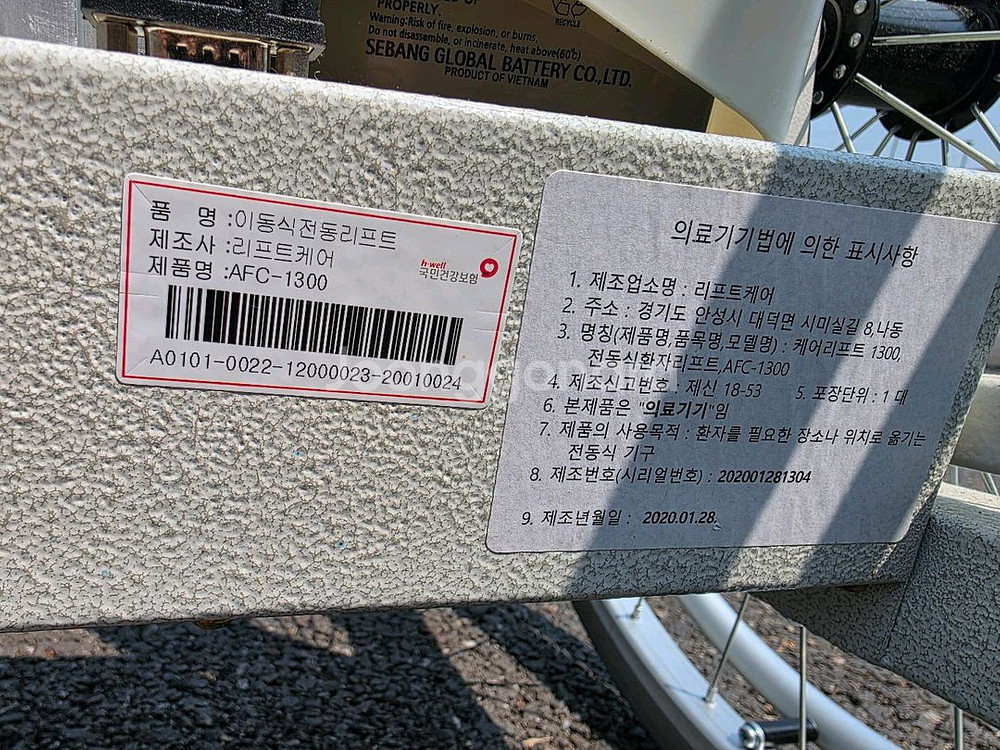 PROPERLY.
RECYCLE
Warning:Risk of fire, explosion, or burns,
Do not disassemble, or incinerate, heat above(60℃)
SEBANG GLOBAL BATTERY CO.,LTD.
PRODUCT OF VIETNAM
품 명 :이동식전동리프트
제조사 :리프트케어
제품명 :AFC-1300
h·well
국민건강보험
A0101-0022-12000023-20010024
의료기기법에 의한 표시사항
1. 제조업소명 : 리프트케어
2. 주소 : 경기도 안성시 대덕면 시미실길 8,나동
3. 명칭(제품명,품목명,모델명) : 케어리프트 1300,
전동식환자리프트,AFC-1300
4. 제조신고번호 : 제신 18-53 5. 포장단위 : 1 대
6. 본제품은 "의료기기"임
7. 제품의 사용목적 : 환자를 필요한 장소나 위치로 옮기는
전동식 기구
8. 제조번호(시리얼번호) : 202001281304
9. 제조년월일 : 2020.01.28.